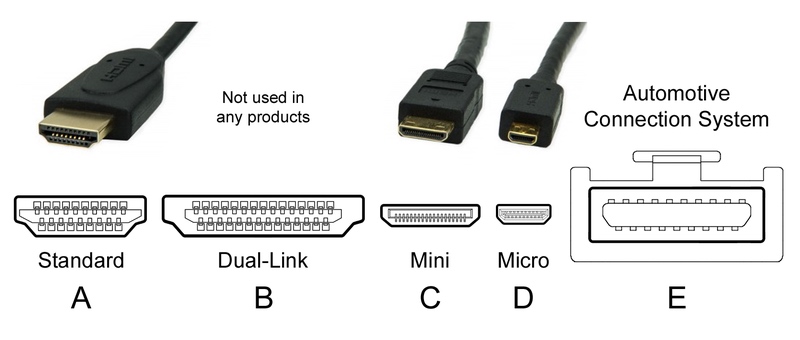 Not used in
any products
Automotive
Connection System
Standard
Dual-Link
Mini
Micro
A
B
C
D
E